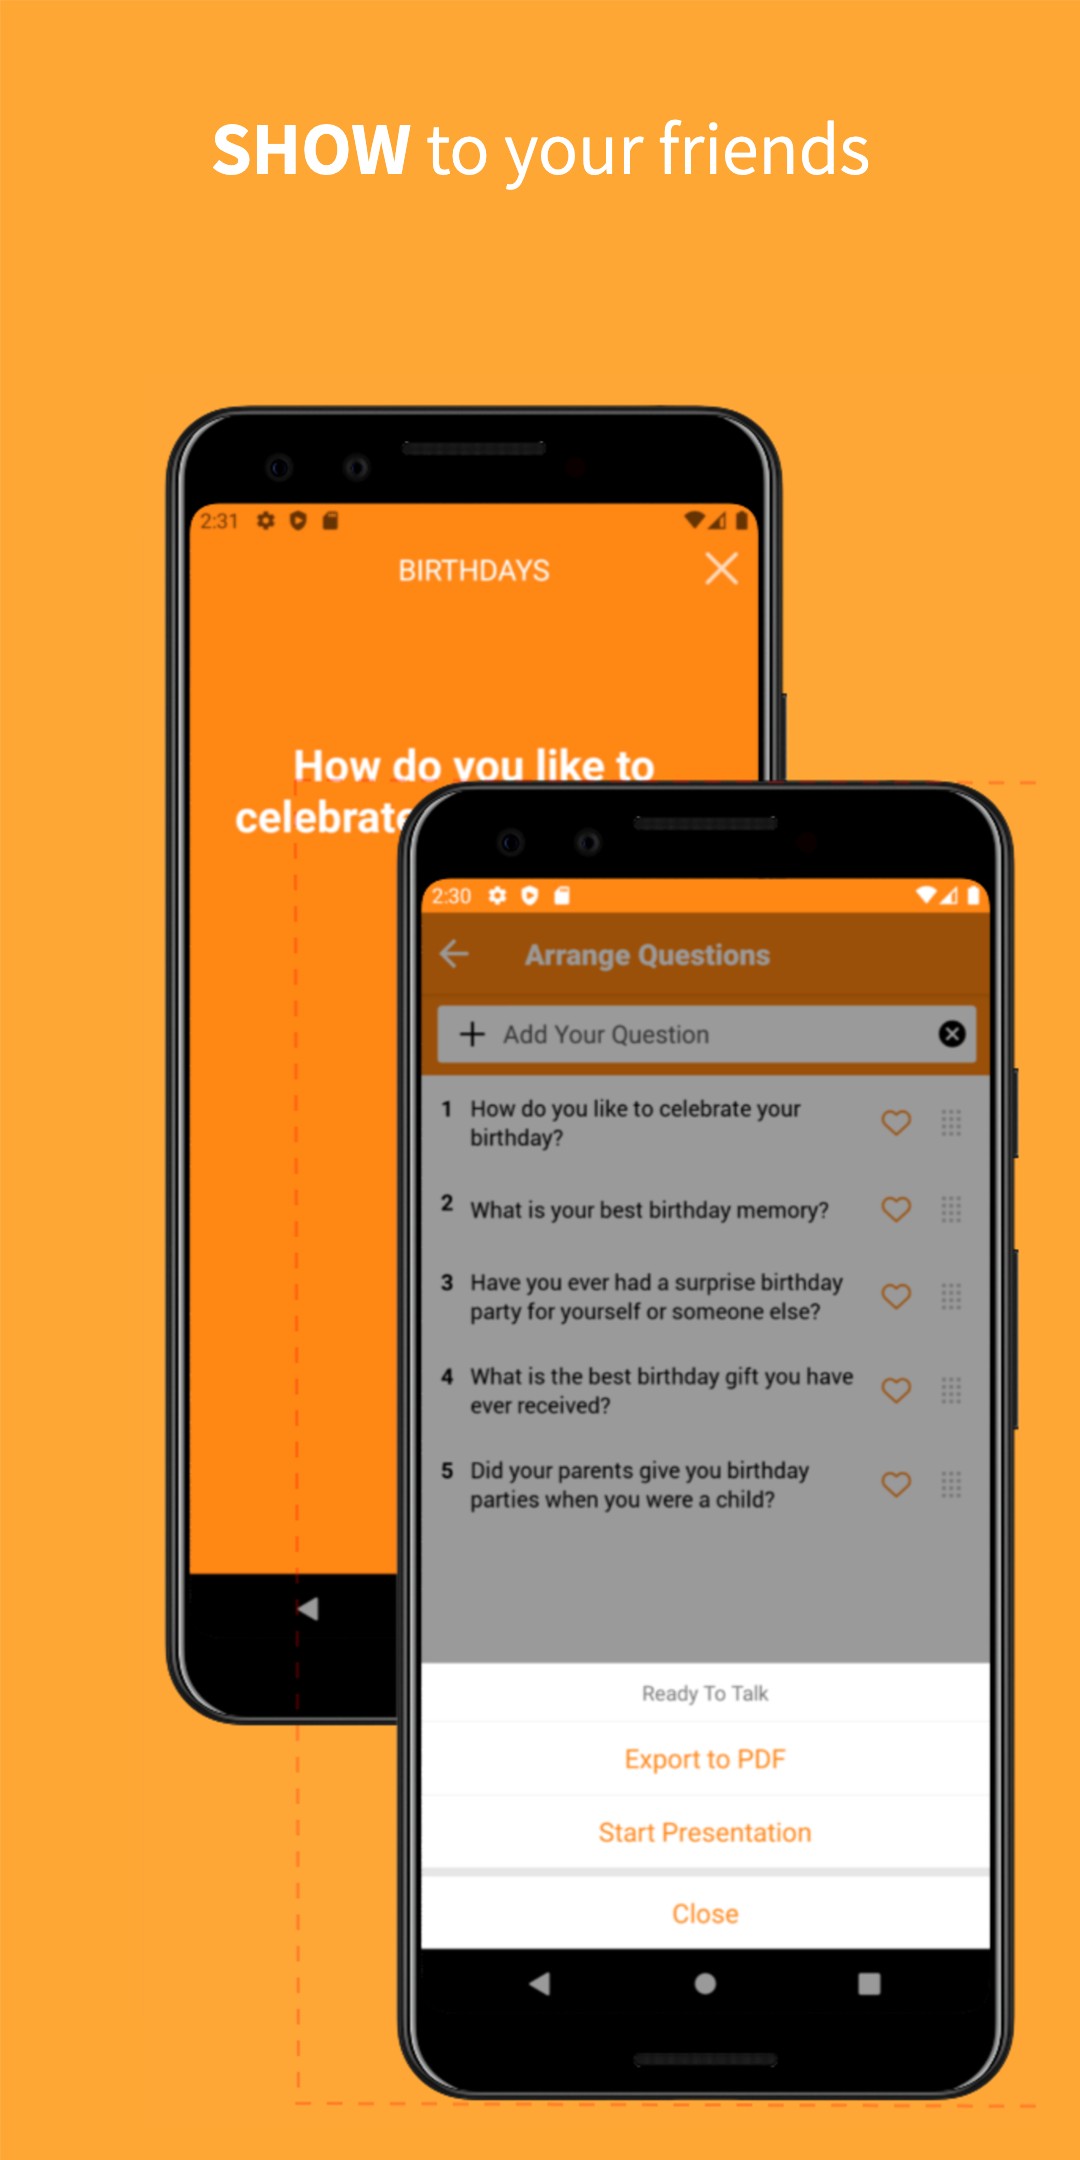 SHOW to your friends
2:31
BIRTHDAYS
How do you like to
celebrate
2:30
Arrange Questions
Add Your Question
1 How do you like to celebrate your
birthday?
2 What is your best birthday memory?
3 Have you ever had a surprise birthday
party for yourself or someone else?
4 What is the best birthday gift you have
ever received?
5 Did your parents give you birthday
parties when you were a child?
Ready To Talk
Export to PDF
Start Presentation
Close